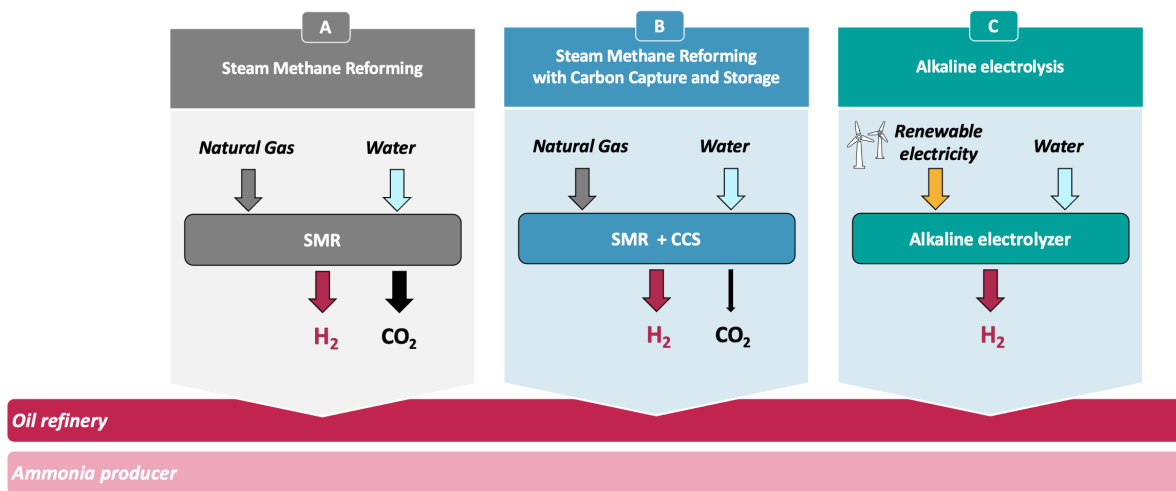 A
Steam Methane Reforming
Natural Gas
Water
SMR
H₂
CO₂
B
Steam Methane Reforming
with Carbon Capture and Storage
Natural Gas
Water
SMR + CCS
H₂
CO₂
C
Alkaline electrolysis
Renewable
electricity
Water
Alkaline electrolyzer
H₂
Oil refinery
Ammonia producer